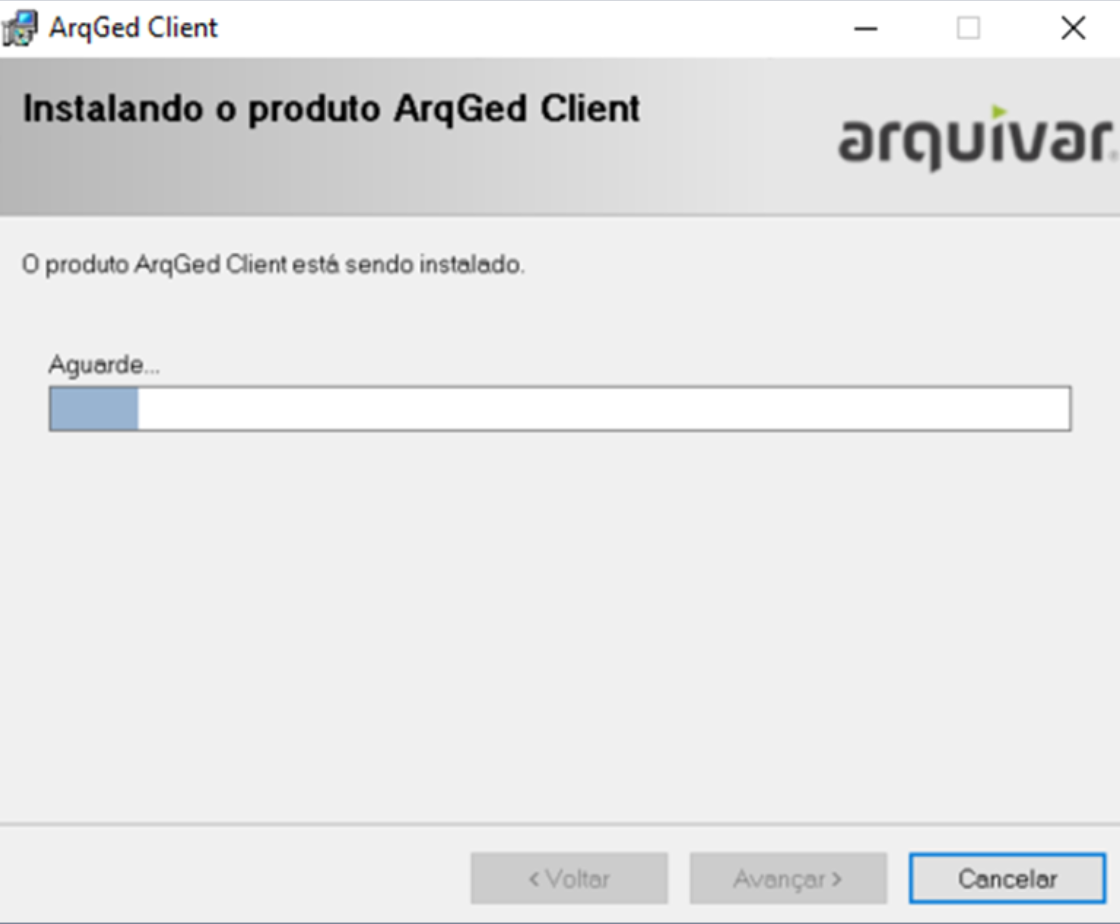 ArqGed Client
Instalando o produto ArqGed Client
arquivar
O produto ArqGed Client está sendo instalado.
Aguarde...
< Voltar
Avançar >
Cancelar